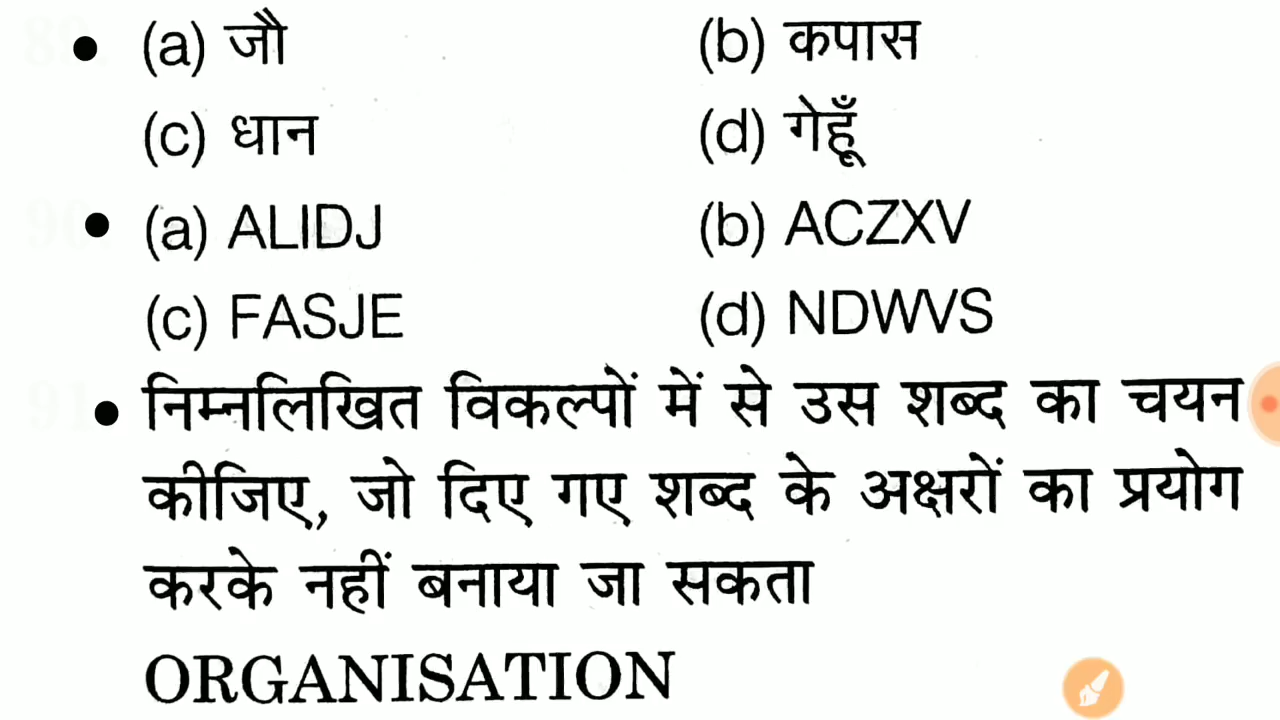 ● (a) जौ (b) कपास
(c) धान (d) गेहूँ
● (a) ALIDJ (b) ACZXV
(c) FASJE (d) NDWVS
● निम्नलिखित विकल्पों में से उस शब्द का चयन
कीजिए, जो दिए गए शब्द के अक्षरों का प्रयोग
करके नहीं बनाया जा सकता
ORGANISATION